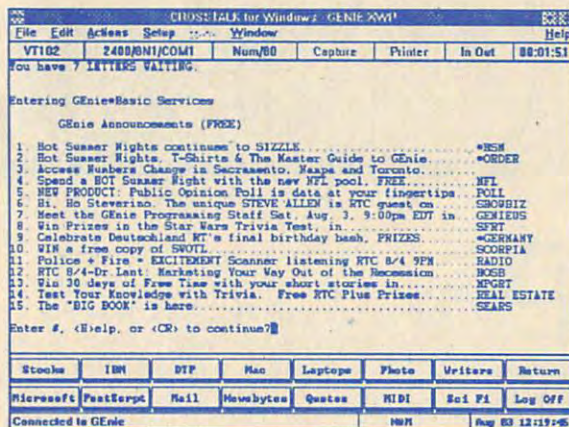 CROSSTALK for Windows - GENIE.XWP
File Edit Actions Setup Window Help
VT102 2400/8N1/COM1 Num/80 Capture Printer In Out 00:01:51
You have 7 LETTERS WAITING.
Entering GEnie*Basic Services
GEnie Announcements (FREE)
1. Hot Summer Nights continues to SIZZLE......*HSN
2. Hot Summer Nights, T-Shirts & The Master Guide to GEnie......*ORDER
3. Access Numbers Change in Sacramento, Nampa and Toronto......
4. Spend a HOT Summer Night with the new NFL pool, FREE......NFL
5. NEW PRODUCT: Public Opinion Poll is data is your fingertips..POLL
6. Hi, Ho Steverino. The unique STEVE ALLEN is RTC guest on......SHOWBIZ
7. Meet the GEnie Programming Staff Sat, Aug. 3, 9:00pm EDT in..GENIEUS
8. Win Prizes in the Star Wars Trivia Test, in......SFRT
9. Celebrate Deutschland RT's final birthday bash, PRIZES......*GERMANY
10. WIN a free copy of SWOTL......SCORPIA
11. Police + Fire = EXCITEMENT Scanner listening RTC 8/4 9PM......RADIO
12. RTC 8/4-Dr.Lant: Marketing Your Way Out of the Recession......HOSB
13. Win 30 days of Free Time with your short stories in......MPGRT
14. Test Your Knowledge with Trivia. Free RTC Plus Prizes......REAL ESTATE
15. The "BIG BOOK" is here......SEARS
Enter #, <H>elp, or <CR> to continue?
Stocks IBM DTP Mac Laptops Photo Writers Return
Microsoft PostScrpt Mail Newsbytes Quotes MIDI Sci Fi Log Off
Connected to GEnie NUM Aug 03 12:19:45